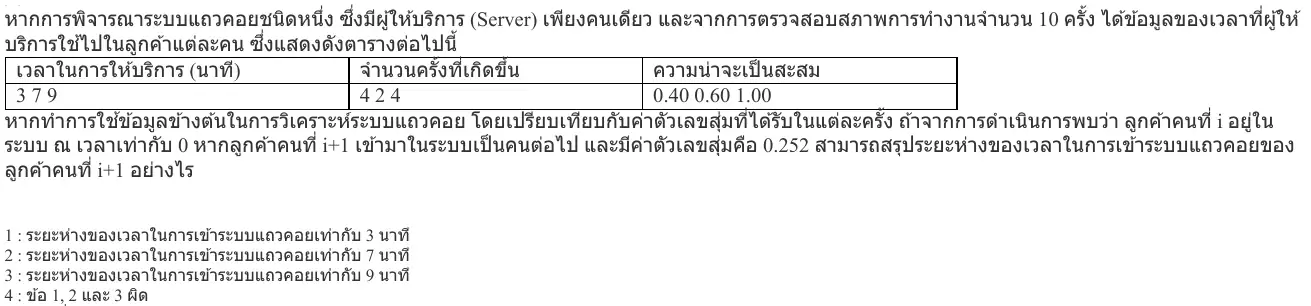 หากการพิจารณาระบบแถวคอยชนิดหนึ่ง ซึ่งมีผู้ให้บริการ (Server) เพียงคนเดียว และจากการตรวจสอบสภาพการทำงานจำนวน 10 ครั้ง ได้ข้อมูลของเวลาที่ผู้ให้
บริการใช้ไปในลูกค้าแต่ละคน ซึ่งแสดงดังตารางต่อไปนี้
เวลาในการให้บริการ (นาที) จำนวนครั้งที่เกิดขึ้น ความน่าจะเป็นสะสม
3 7 9 4 2 4 0.40 0.60 1.00
หากทำการใช้ข้อมูลข้างต้นในการวิเคราะห์ระบบแถวคอย โดยเปรียบเทียบกับค่าตัวเลขสุ่มที่ได้รับในแต่ละครั้ง ถ้าจากการดำเนินการพบว่า ลูกค้าคนที่ i อยู่ใน
ระบบ ณ เวลาเท่ากับ 0 หากลูกค้าคนที่ i+1 เข้ามาในระบบเป็นคนต่อไป และมีค่าตัวเลขสุ่มคือ 0.252 สามารถสรุประยะห่างของเวลาในการเข้าระบบแถวคอยของ
ลูกค้าคนที่ i+1 อย่างไร
1 : ระยะห่างของเวลาในการเข้าระบบแถวคอยเท่ากับ 3 นาที
2 : ระยะห่างของเวลาในการเข้าระบบแถวคอยเท่ากับ 7 นาที
3 : ระยะห่างของเวลาในการเข้าระบบแถวคอยเท่ากับ 9 นาที
4 : ข้อ 1, 2 และ 3 ผิด